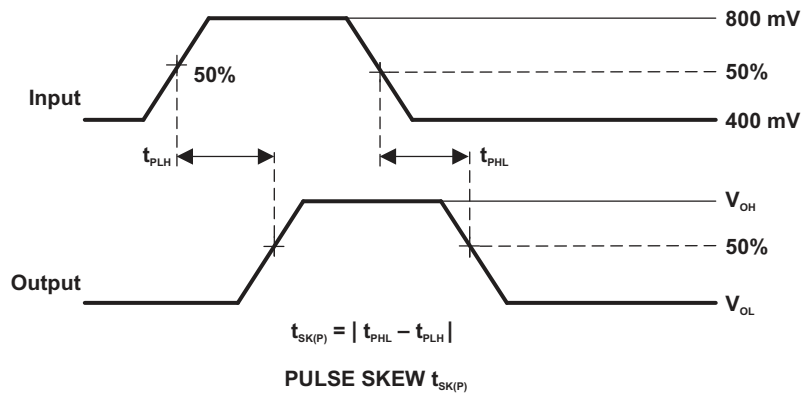 800 mV
50%
50%
Input
400 mV
tPLH
tPHL
VOH
50%
Output
VOL
tSK(P) = | tPHL – tPLH |
PULSE SKEW tSK(P)